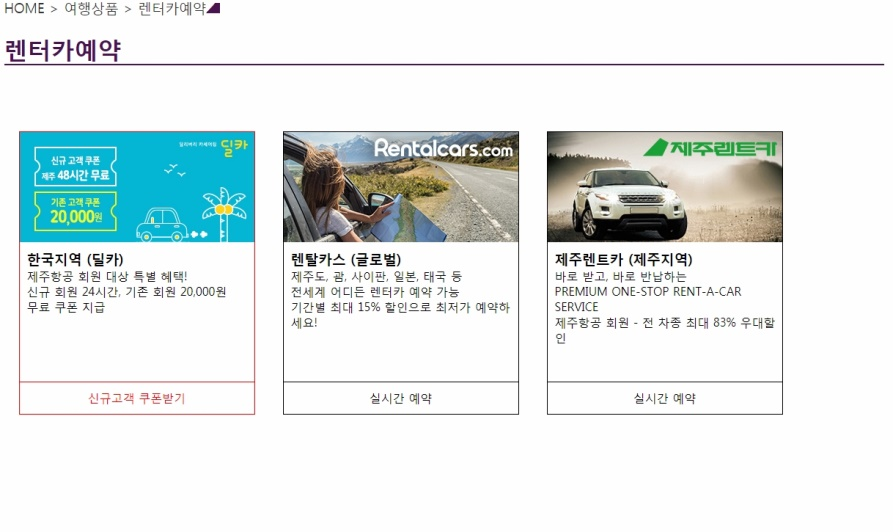 HOME > 여행상품 > 렌터카예약
렌터카예약
신규 고객 쿠폰
제주 48시간 무료
기존 고객 쿠폰
20,000원
딜리버리 카셰어링 딜카
한국지역 (딜카)
제주항공 회원 대상 특별 혜택!
신규 회원 24시간, 기존 회원 20,000원
무료 쿠폰 지급
신규고객 쿠폰받기
Rentalcars.com
렌탈카스 (글로벌)
제주도, 괌, 사이판, 일본, 태국 등
전세계 어디든 렌터카 예약 가능
기간별 최대 15% 할인으로 최저가 예약하
세요!
실시간 예약
제주렌트카
제주렌트카 (제주지역)
바로 받고, 바로 반납하는
PREMIUM ONE-STOP RENT-A-CAR
SERVICE
제주항공 회원 - 전 차종 최대 83% 우대할
인
실시간 예약